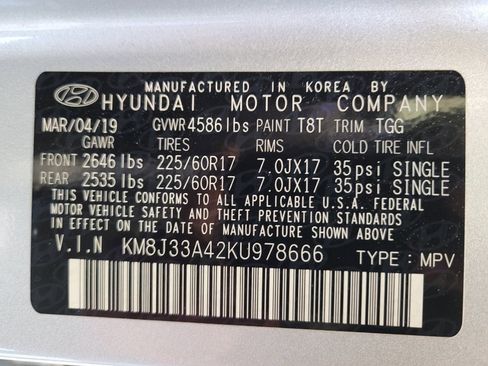 MANUFACTURED IN KOREA BY
HYUNDAI MOTOR COMPANY
MAR/04/19 GVWR 4586 lbs PAINT T8T TRIM TGG
GAWR TIRES RIMS COLD TIRE INFL
FRONT 2646 lbs 225/60R17 7.0JX17 35psi SINGLE
REAR 2535 lbs 225/60R17 7.0JX17 35psi SINGLE
THIS VEHICLE CONFORMS TO ALL APPLICABLE U.S.A. FEDERAL
MOTOR VEHICLE SAFETY AND THEFT PREVENTION STANDARDS IN
EFFECT ON THE DATE OF MANUFACTURE SHOWN ABOVE.
V.I.N KM8J33A42KU978666 TYPE: MPV